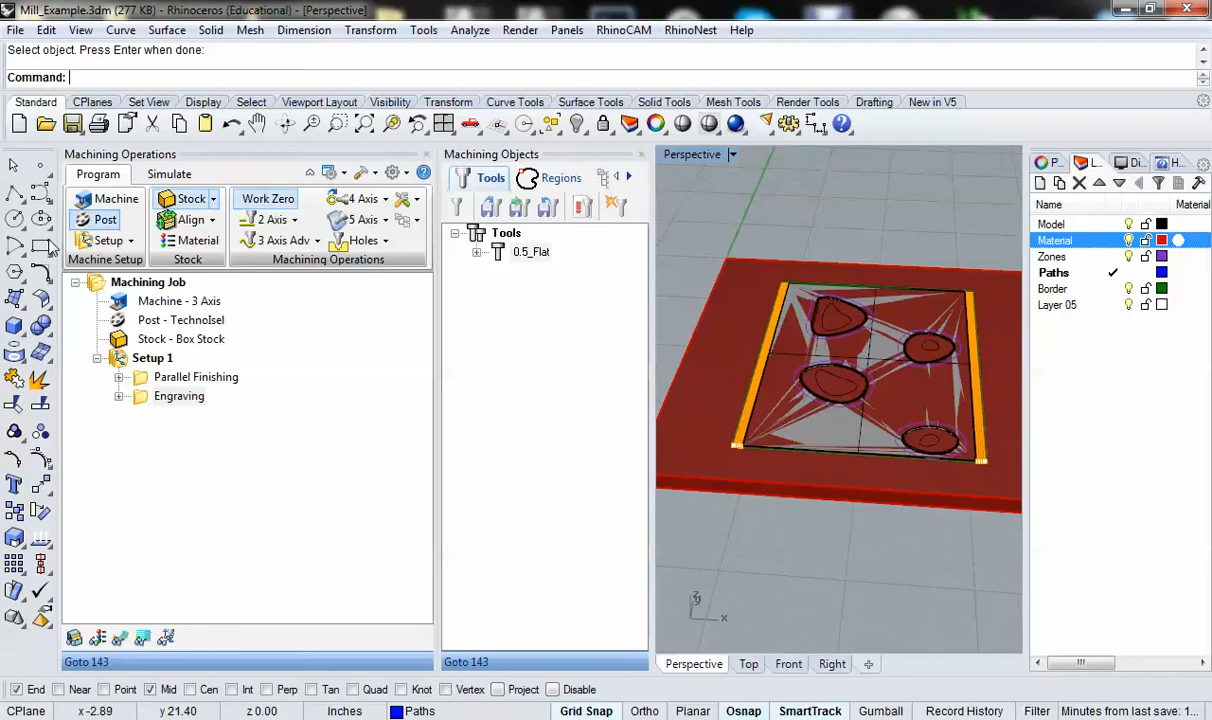 Mill_Example.3dm (277 KB) - Rhinoceros (Educational) - [Perspective]
File Edit View Curve Surface Solid Mesh Dimension Transform Tools Analyze Render Panels RhinoCAM RhinoNest Help
Select object. Press Enter when done:
Command:
Standard CPlanes Set View Display Select Viewport Layout Visibility Transform Curve Tools Surface Tools Solid Tools Mesh Tools Render Tools Drafting New in V5
Machining Operations
Program Simulate
Machine Stock Work Zero 4 Axis
Post Align 2 Axis 5 Axis
Setup Material 3 Axis Adv Holes
Machine Setup Stock Machining Operations
Machining Job
Machine - 3 Axis
Post - TechnoIsel
Stock - Box Stock
Setup 1
Parallel Finishing
Engraving
Goto 143
Machining Objects
Tools Regions
Tools
0.5_Flat
Goto 143
Perspective
z
x
Perspective Top Front Right
P... L... Di... H...
Name Material
Model
Material
Zones
Paths
Border
Layer 05
End Near Point Mid Cen Int Perp Tan Quad Knot Vertex Project Disable
CPlane x -2.89 y 21.40 z 0.00 Inches Paths Grid Snap Ortho Planar Osnap SmartTrack Gumball Record History Filter Minutes from last save: 1...